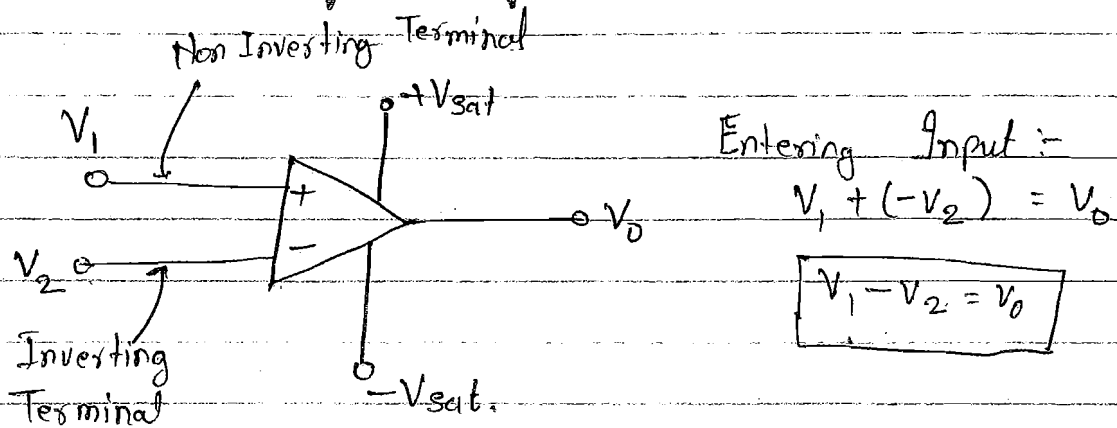 Non Inverting Terminal
+Vsat
V1
+
-
V0
V2
Inverting
Terminal
-Vsat.
Entering Input :-
V1 + (-V2) = V0
V1 - V2 = V0